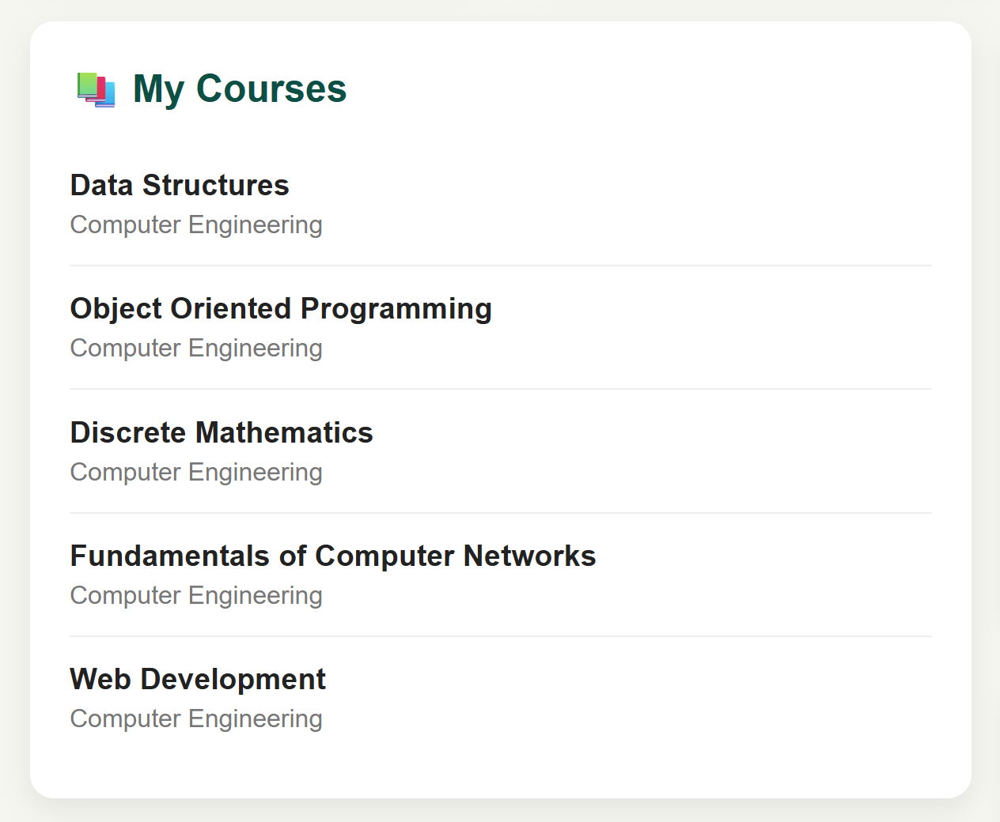 My Courses
Data Structures
Computer Engineering
Object Oriented Programming
Computer Engineering
Discrete Mathematics
Computer Engineering
Fundamentals of Computer Networks
Computer Engineering
Web Development
Computer Engineering